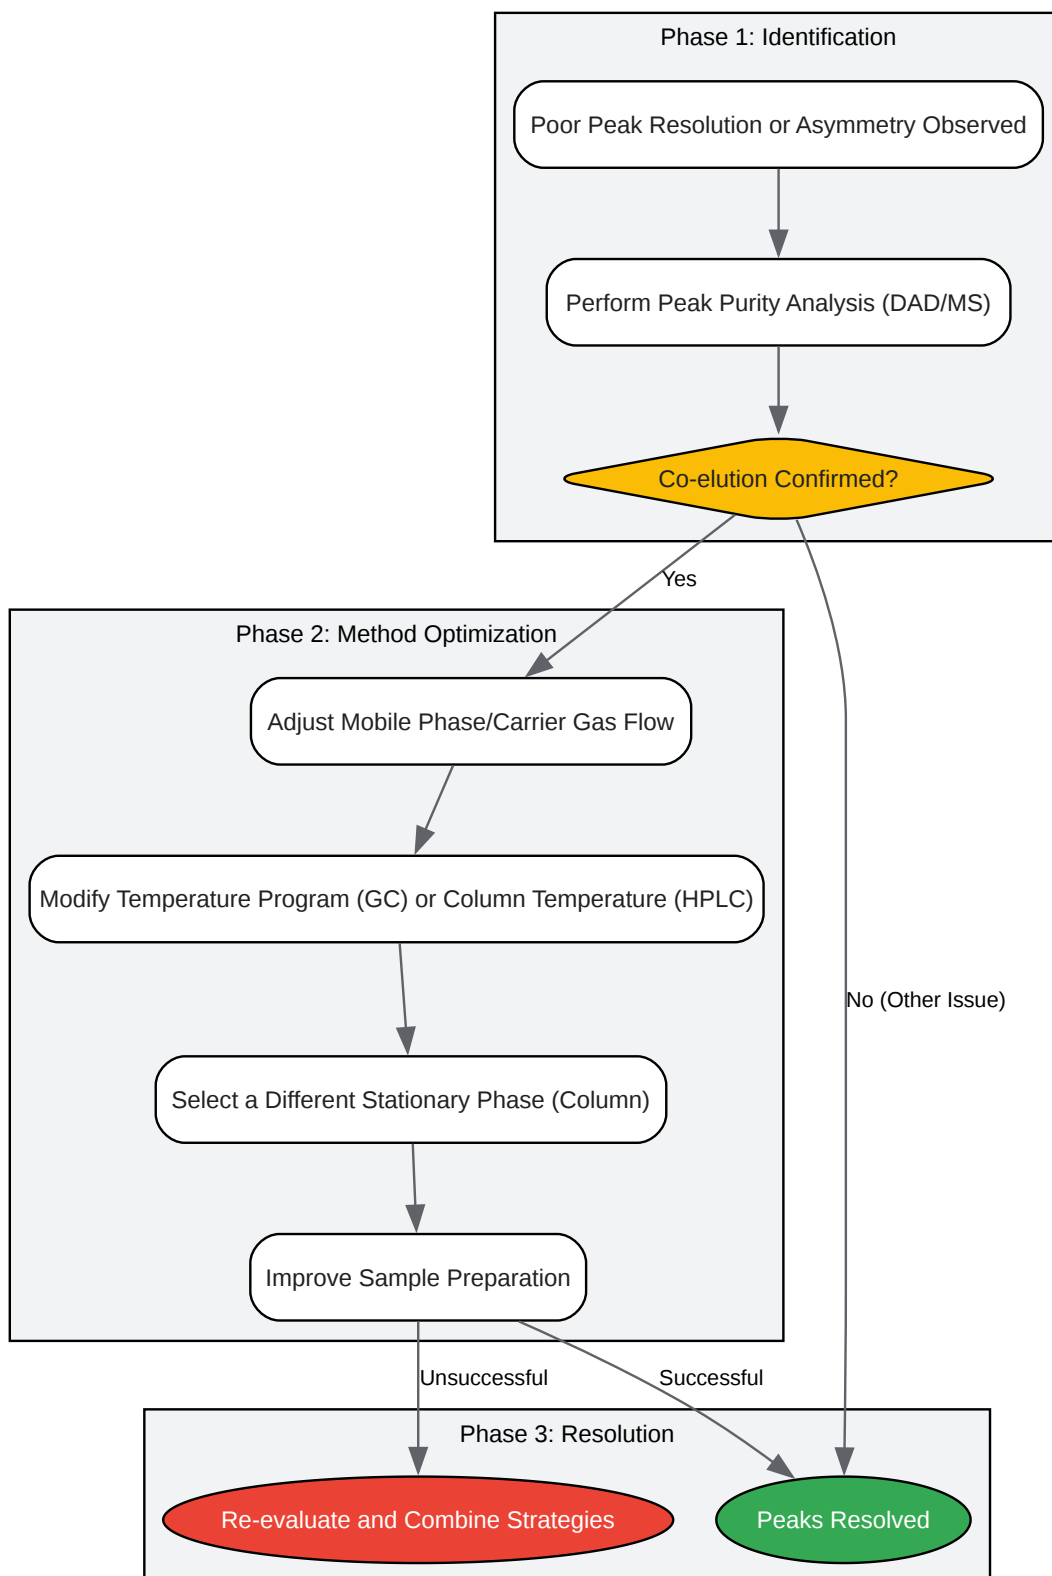 Phase 1: Identification
Poor Peak Resolution or Asymmetry Observed
Perform Peak Purity Analysis (DAD/MS)
Co-elution Confirmed?
Yes
Phase 2: Method Optimization
Adjust Mobile Phase/Carrier Gas Flow
Modify Temperature Program (GC) or Column Temperature (HPLC)
No (Other Issue)
Select a Different Stationary Phase (Column)
Improve Sample Preparation
Unsuccessful
Successful
Phase 3: Resolution
Re-evaluate and Combine Strategies
Peaks Resolved